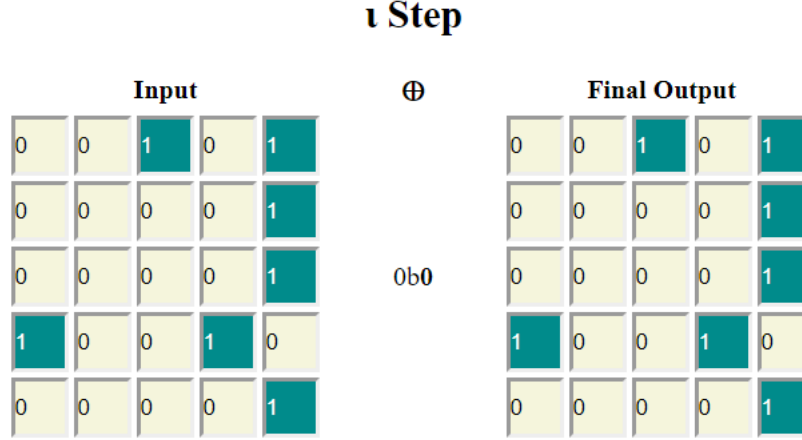 ι Step
Input ⊕ Final Output
0 0 1 0 1 0 0 1 0 1
0 0 0 0 1 0 0 0 0 1
0 0 0 0 1 0b0 0 0 0 0 1
1 0 0 1 0 1 0 0 1 0
0 0 0 0 1 0 0 0 0 1